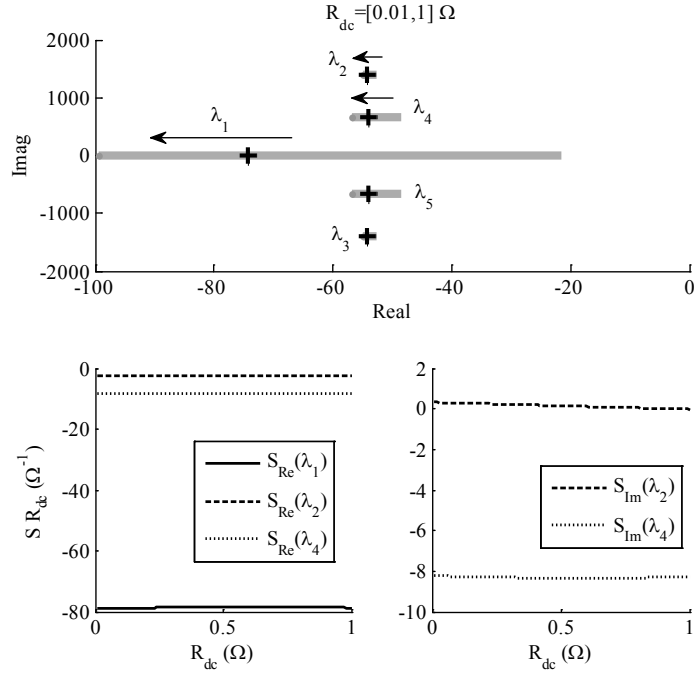 R_dc=[0.01,1] Ω
2000
1000
0
-1000
-2000
Imag
λ_1
λ_2
λ_4
λ_5
λ_3
-100
-80
-60
-40
-20
0
Real
0
-20
-40
-60
-80
S R_dc (Ω^-1)
S_Re(λ_1)
S_Re(λ_2)
S_Re(λ_4)
0
0.5
1
R_dc (Ω)
2
0
-2
-4
-6
-8
-10
S_Im(λ_2)
S_Im(λ_4)
0
0.5
1
R_dc (Ω)